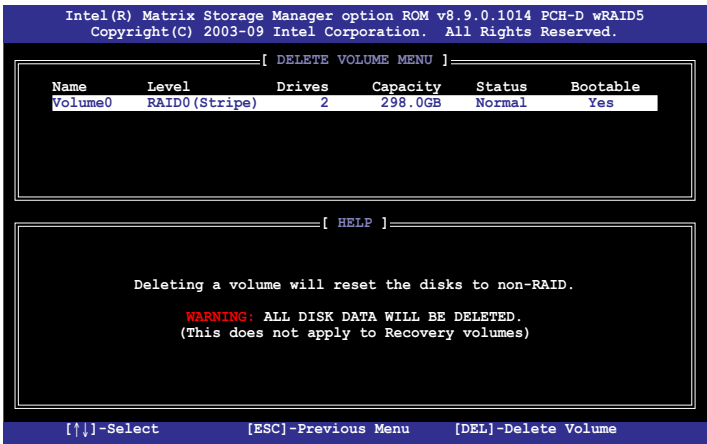 Intel(R) Matrix Storage Manager option ROM v8.9.0.1014 PCH-D wRAID5
Copyright(C) 2003-09 Intel Corporation. All Rights Reserved.
[ DELETE VOLUME MENU ]
Name Level Drives Capacity Status Bootable
Volume0 RAID0(Stripe) 2 298.0GB Normal Yes
[ HELP ]
Deleting a volume will reset the disks to non-RAID.
WARNING: ALL DISK DATA WILL BE DELETED.
(This does not apply to Recovery volumes)
[↑↓]-Select [ESC]-Previous Menu [DEL]-Delete Volume